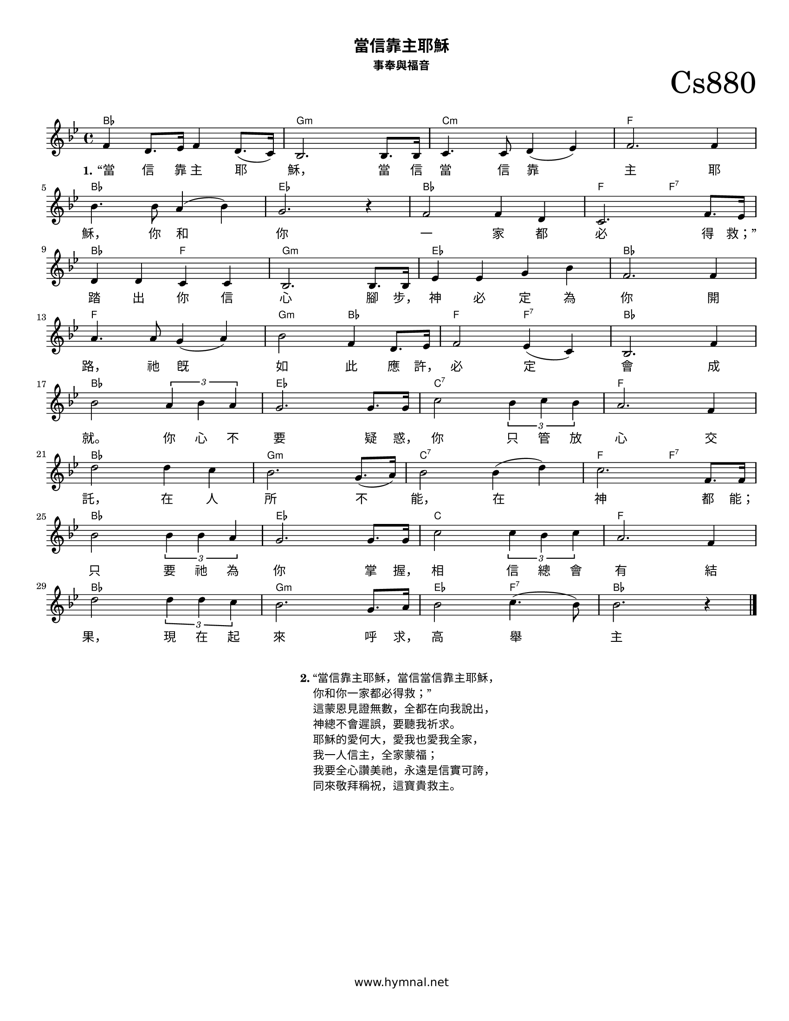 當信靠主耶穌
事奉與福音
Cs880
B♭ Gm Cm F
1. “當 信 靠 主 耶 穌, 當 信 當 信 靠 主 耶
5 B♭ E♭ B♭ F F7
穌, 你 和 你 一 家 都 必 得 救；”
9 B♭ F Gm E♭ B♭
踏 出 你 信 心 腳 步, 神 必 定 為 你 開
13 F Gm B♭ F F7 B♭
路, 祂 既 如 此 應 許, 必 定 會 成
17 B♭ 3 E♭ C7 3 F
就。 你 心 不 要 疑 惑, 你 只 管 放 心 交
21 B♭ Gm C7 B♭ F F7
託, 在 人 所 不 能, 在 神 都 能；
25 B♭ 3 E♭ C 3 F
只 要 祂 為 你 掌 握, 相 信 總 會 有 結
29 B♭ 3 Gm E♭ F7 B♭
果, 現 在 起 來 呼 求, 高 舉 主
2. “當信靠主耶穌, 當信當信靠主耶穌,
你和你一家都必得救；”
這蒙恩見證無數, 全都在向我說出,
神總不會遲誤, 要聽我祈求。
耶穌的愛何大, 愛我也愛我全家,
我一人信主, 全家蒙福；
我要全心讚美祂, 永遠是信實可誇,
同來敬拜稱祝, 這寶貴救主。
www.hymnal.net